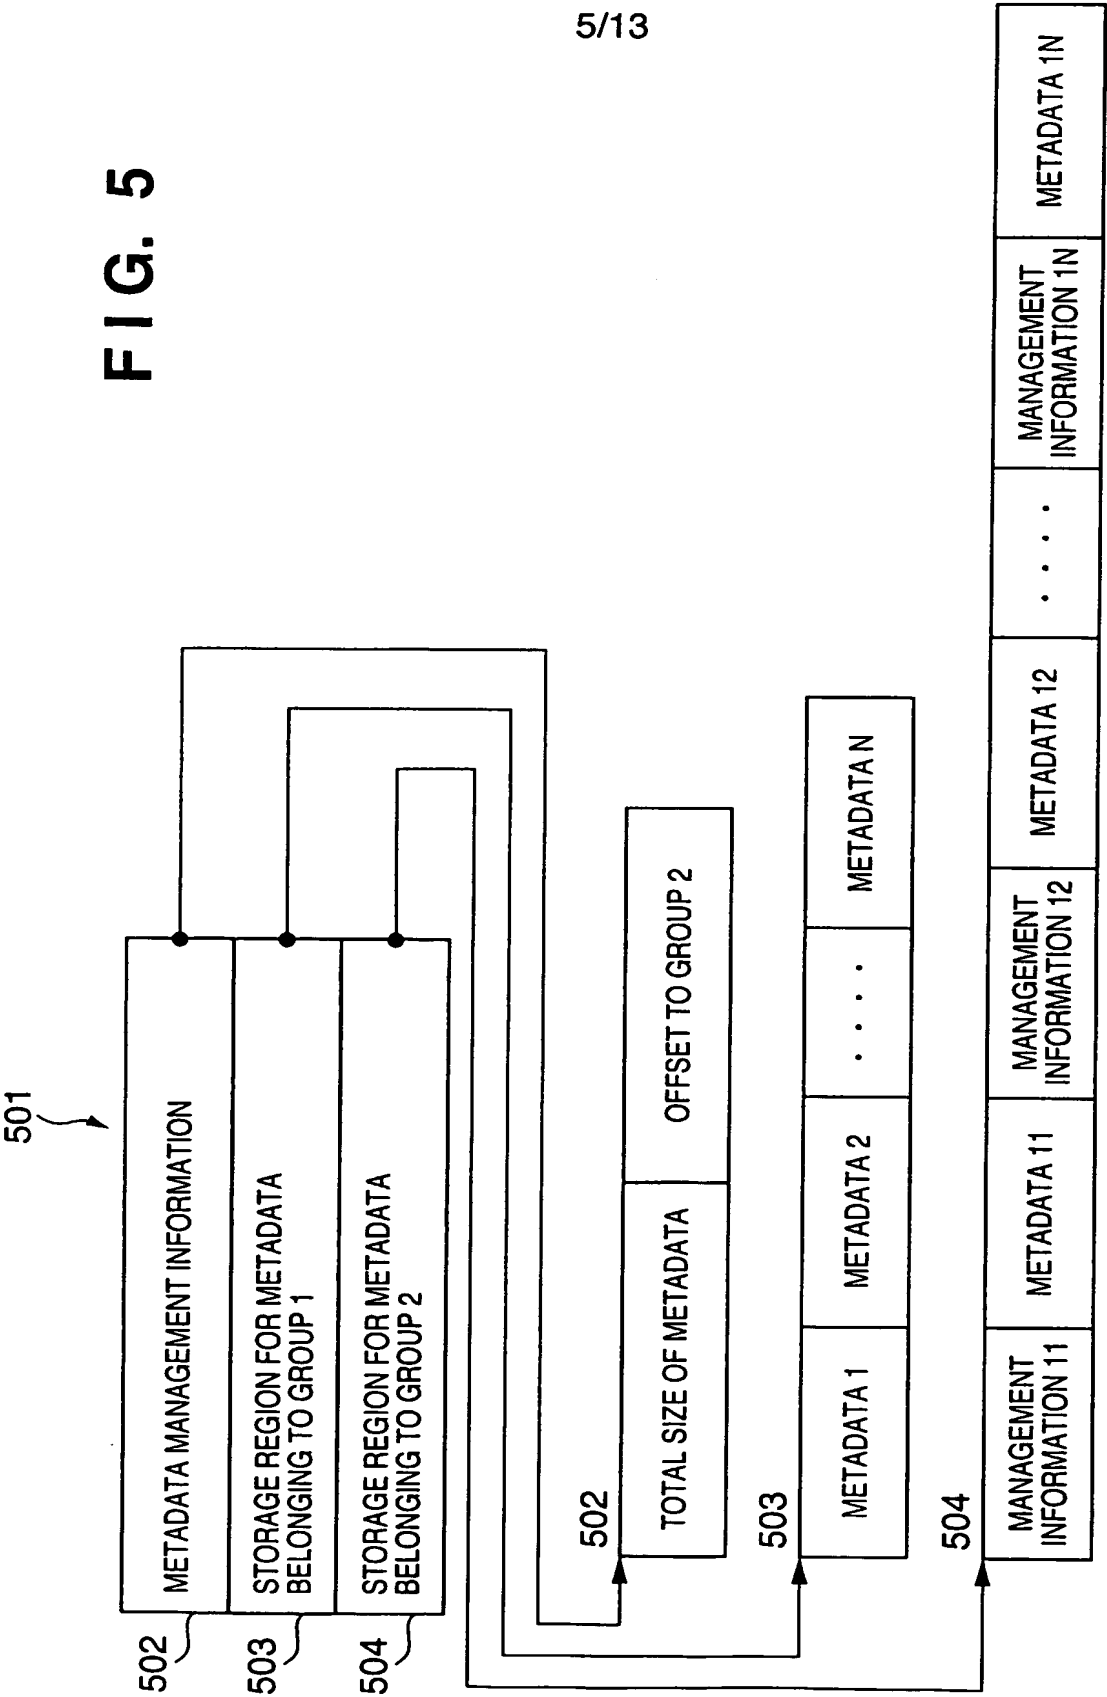 5/13
FIG. 5
501
502
METADATA MANAGEMENT INFORMATION
503
STORAGE REGION FOR METADATA
BELONGING TO GROUP 1
504
STORAGE REGION FOR METADATA
BELONGING TO GROUP 2
502
TOTAL SIZE OF METADATA
OFFSET TO GROUP 2
503
METADATA 1
METADATA 2
. . . .
METADATA N
504
MANAGEMENT
INFORMATION 11
METADATA 11
MANAGEMENT
INFORMATION 12
METADATA 12
. . . .
MANAGEMENT
INFORMATION 1N
METADATA 1N